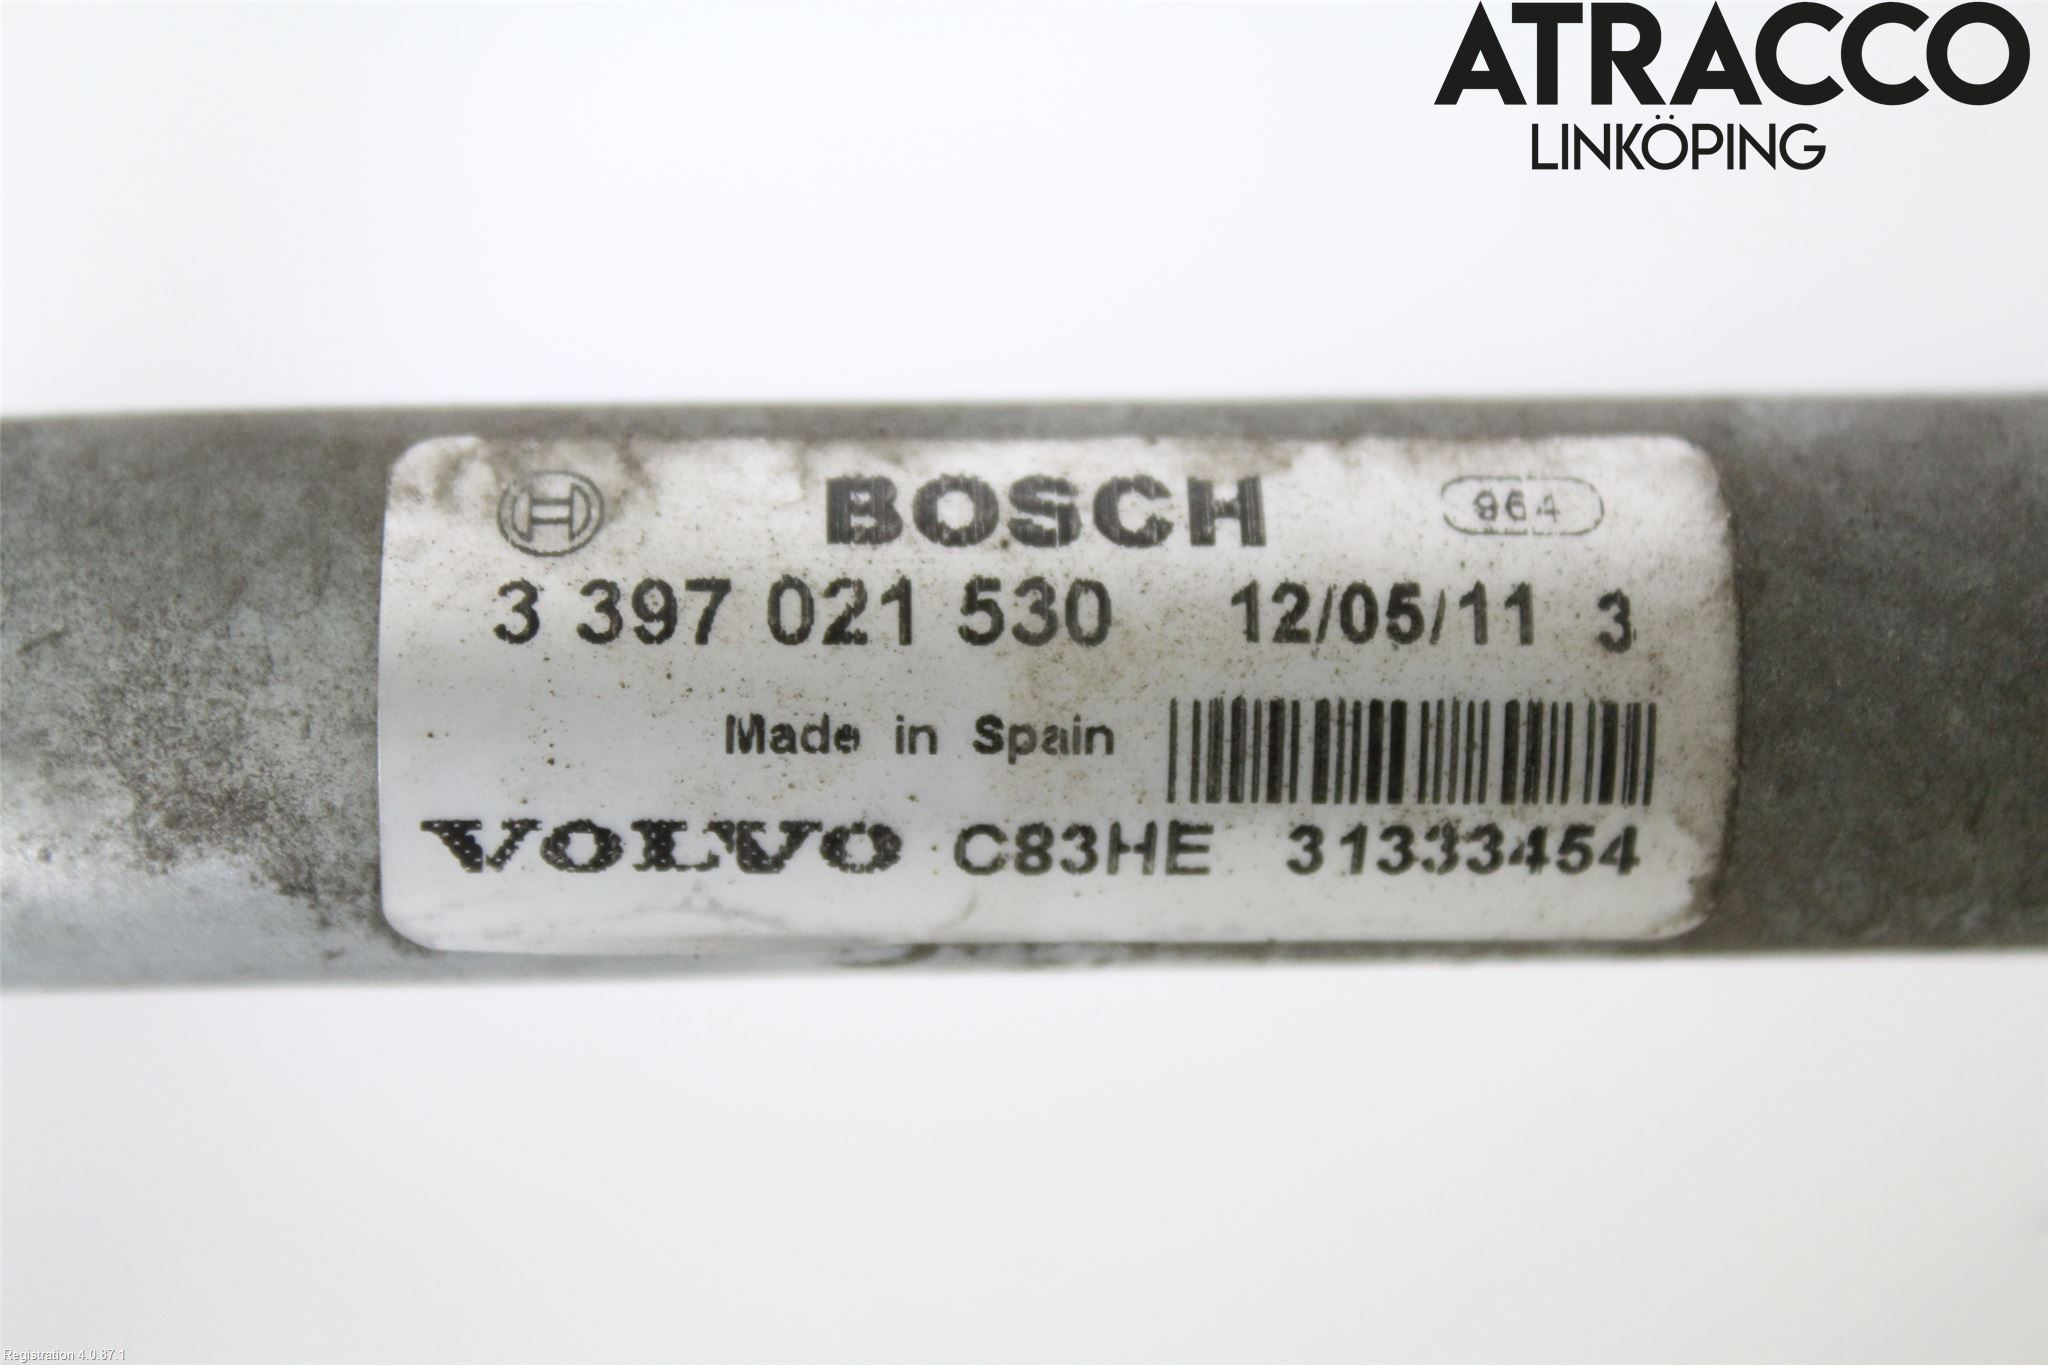 ATRACCO
LINKÖPING
BOSCH 964
3 397 021 530 12/05/11 3
Made in Spain
VOLVO C83HE 31333454
Registration 4.0.87.1